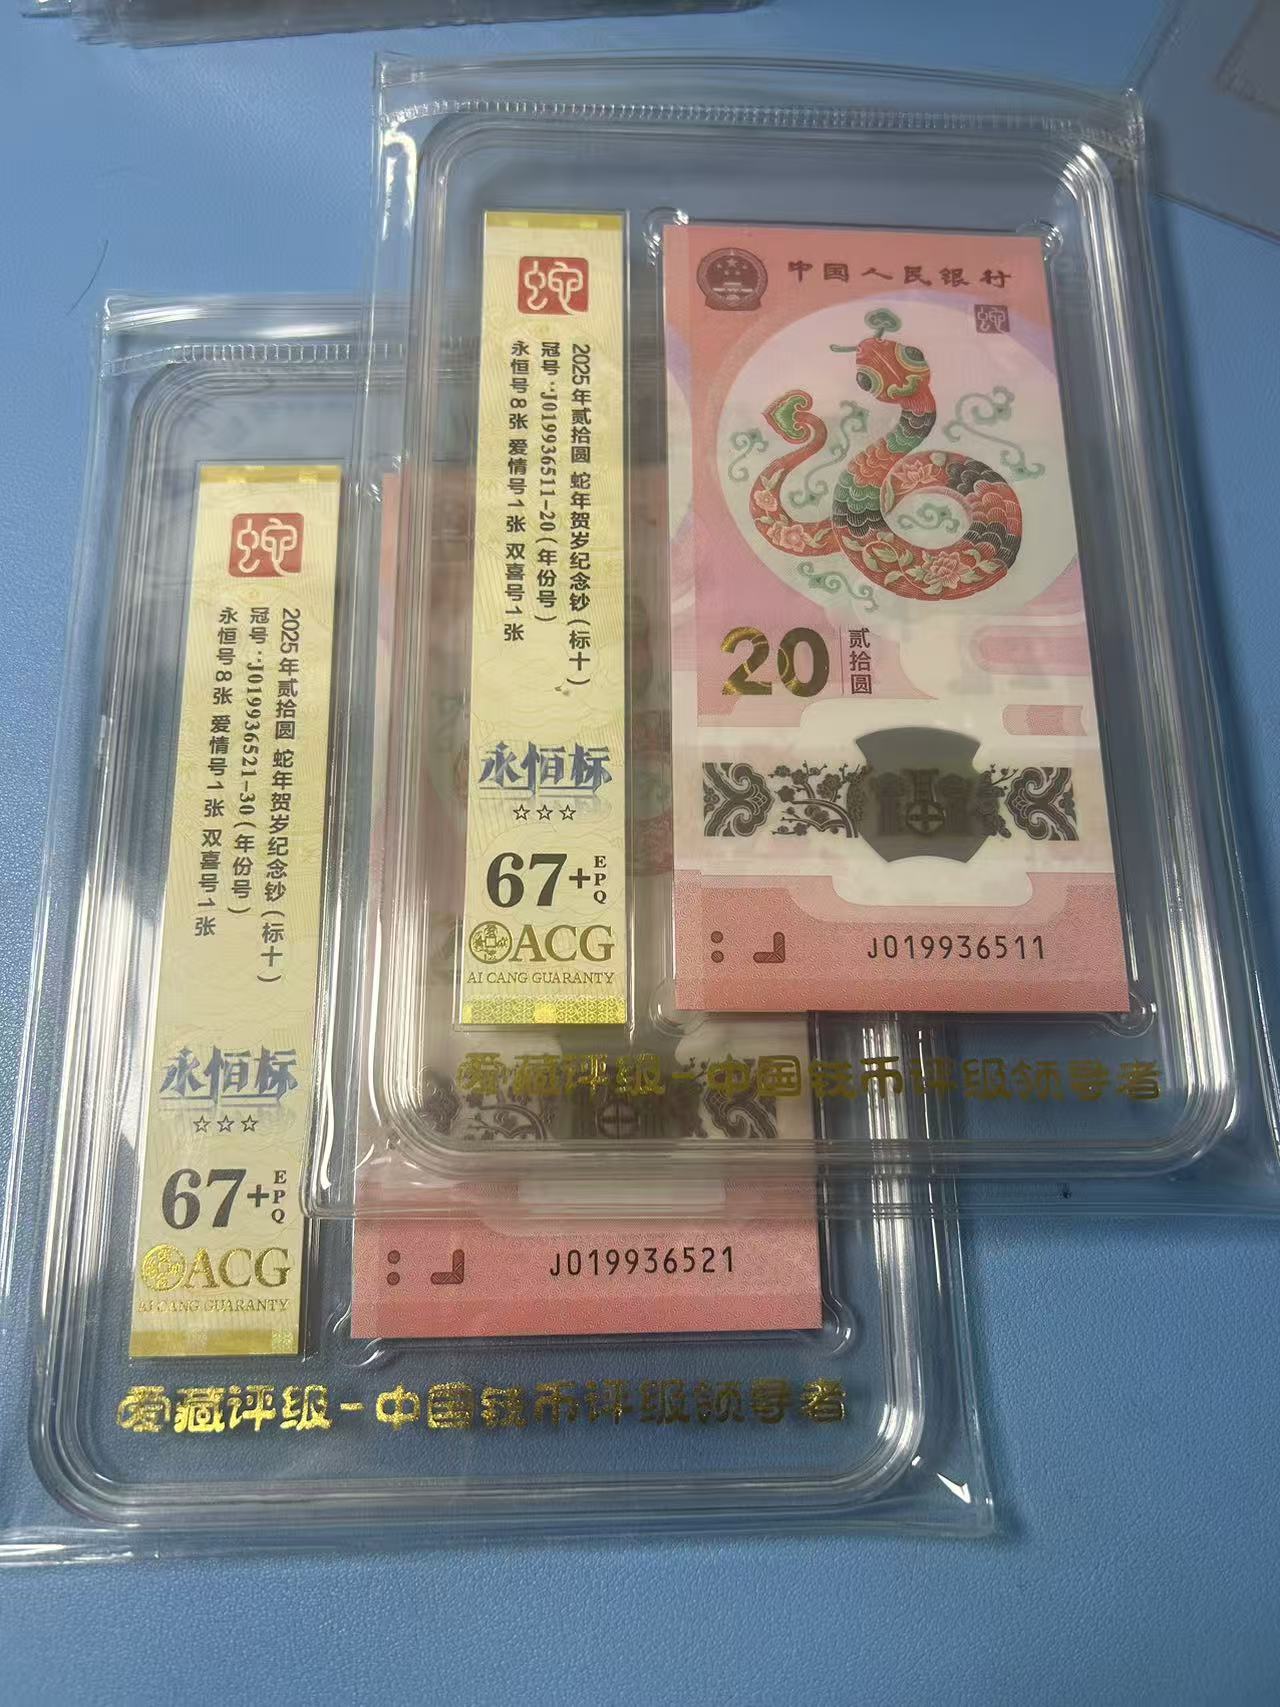 蛇
2025年贰拾圆 蛇年贺岁纪念钞(标十)
冠号:J019936511-20(年份号)
永恒号8张 爱情号1张 双喜号1张
永恒标
☆☆☆
67+
EPQ
ACG
AI CANG GUARANTY
中国人民银行
蛇
20
贰拾圆
J019936511
爱藏评级-中国钱币评级领导者
蛇
2025年贰拾圆 蛇年贺岁纪念钞(标十)
冠号:J019936521-30(年份号)
永恒号8张 爱情号1张 双喜号1张
永恒标
☆☆☆
67+
EPQ
ACG
AI CANG GUARANTY
J019936521
爱藏评级-中国钱币评级领导者